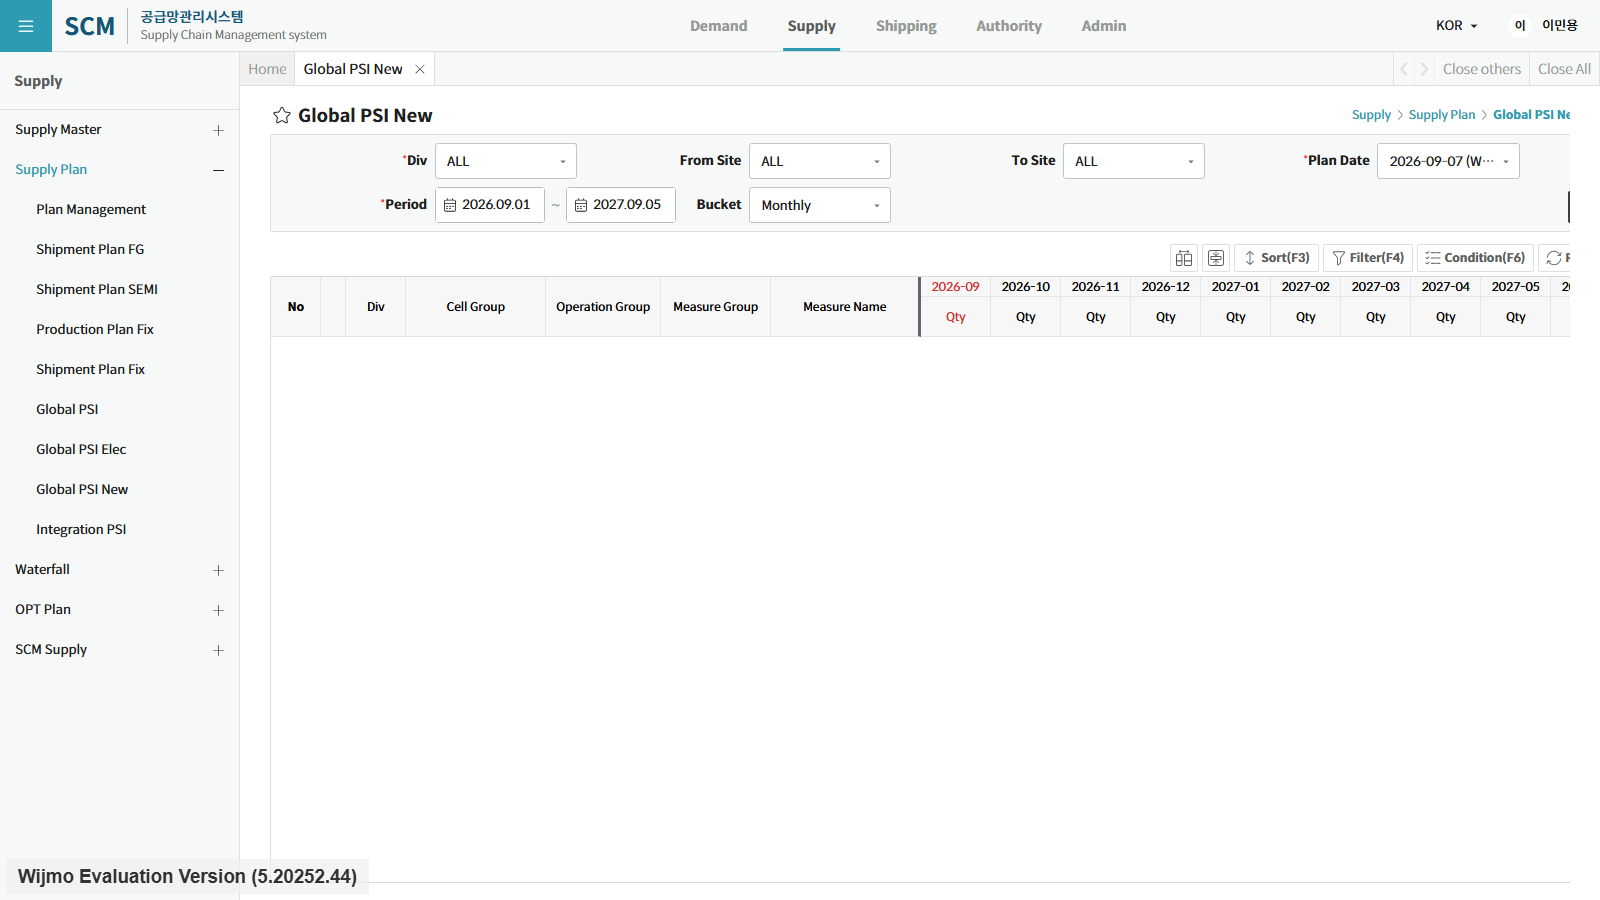 SCM 공급망관리시스템
Supply Chain Management system
Demand Supply Shipping Authority Admin
KOR 이 이민용
Supply
Home Global PSI New
Close others Close All
Supply Master
Supply Plan
Plan Management
Shipment Plan FG
Shipment Plan SEMI
Production Plan Fix
Shipment Plan Fix
Global PSI
Global PSI Elec
Global PSI New
Integration PSI
Waterfall
OPT Plan
SCM Supply
Global PSI New
Supply > Supply Plan > Global PSI Ne
*Div ALL From Site ALL To Site ALL *Plan Date 2026-09-07 (W···
*Period 2026.09.01 ~ 2027.09.05 Bucket Monthly
Sort(F3) Filter(F4) Condition(F6)
No Div Cell Group Operation Group Measure Group Measure Name
2026-09 2026-10 2026-11 2026-12 2027-01 2027-02 2027-03 2027-04 2027-05
Qty Qty Qty Qty Qty Qty Qty Qty Qty
Wijmo Evaluation Version (5.20252.44)